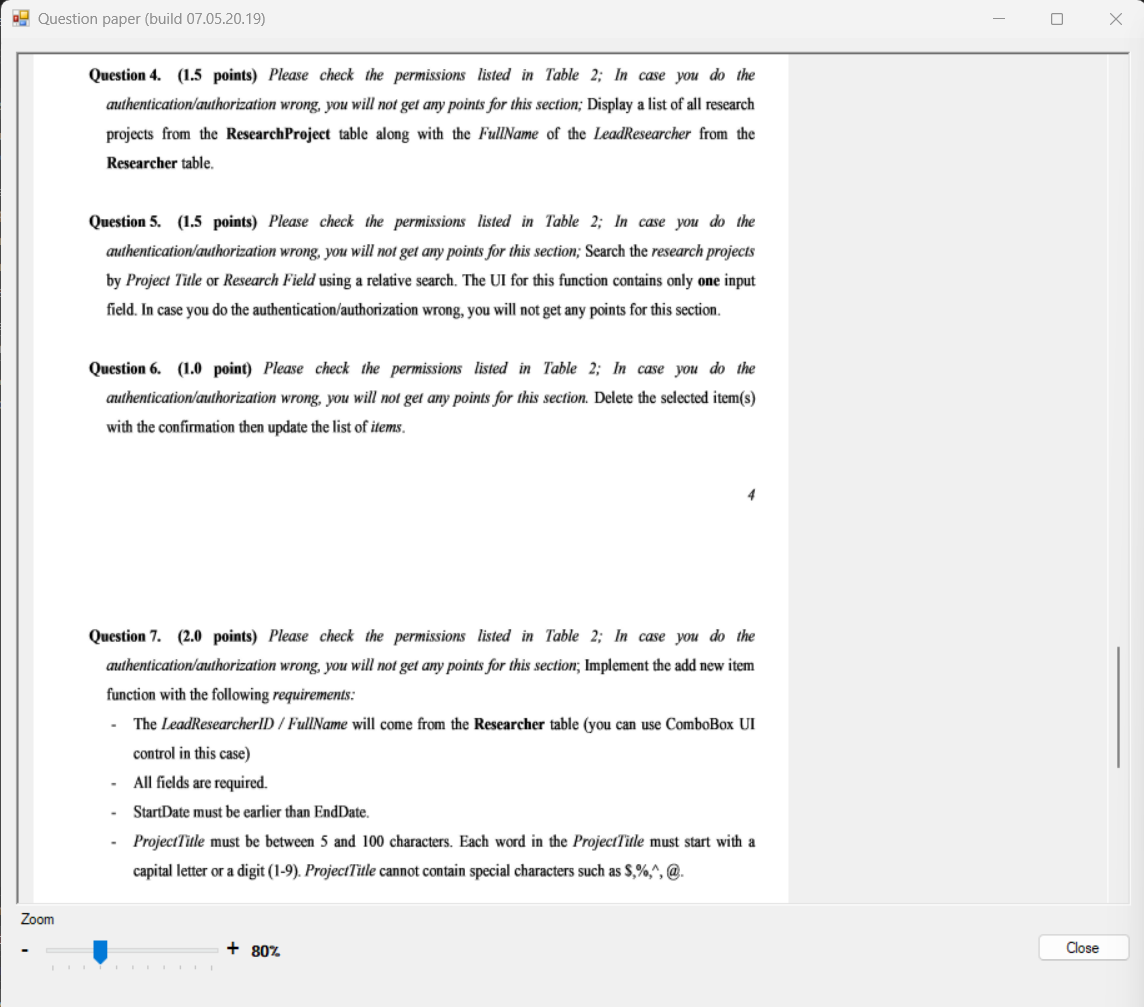 Question paper (build 07.05.20.19)
Question 4. (1.5 points) Please check the permissions listed in Table 2; In case you do the
authentication/authorization wrong, you will not get any points for this section; Display a list of all research
projects from the ResearchProject table along with the FullName of the LeadResearcher from the
Researcher table.
Question 5. (1.5 points) Please check the permissions listed in Table 2; In case you do the
authentication/authorization wrong, you will not get any points for this section; Search the research projects
by Project Title or Research Field using a relative search. The UI for this function contains only one input
field. In case you do the authentication/authorization wrong, you will not get any points for this section.
Question 6. (1.0 point) Please check the permissions listed in Table 2; In case you do the
authentication/authorization wrong, you will not get any points for this section. Delete the selected item(s)
with the confirmation then update the list of items.
4
Question 7. (2.0 points) Please check the permissions listed in Table 2; In case you do the
authentication/authorization wrong, you will not get any points for this section; Implement the add new item
function with the following requirements:
- The LeadResearcherID / FullName will come from the Researcher table (you can use ComboBox UI
control in this case)
- All fields are required.
- StartDate must be earlier than EndDate.
- ProjectTitle must be between 5 and 100 characters. Each word in the ProjectTitle must start with a
capital letter or a digit (1-9). ProjectTitle cannot contain special characters such as $,%,^, @.
Zoom
- + 80%
Close